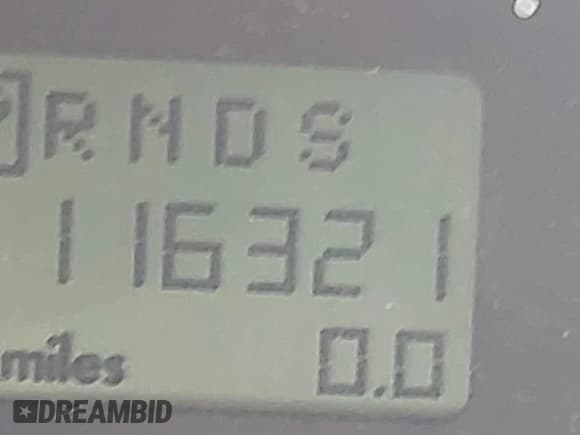 RNDS
116321
miles 0.0
DREAMBID